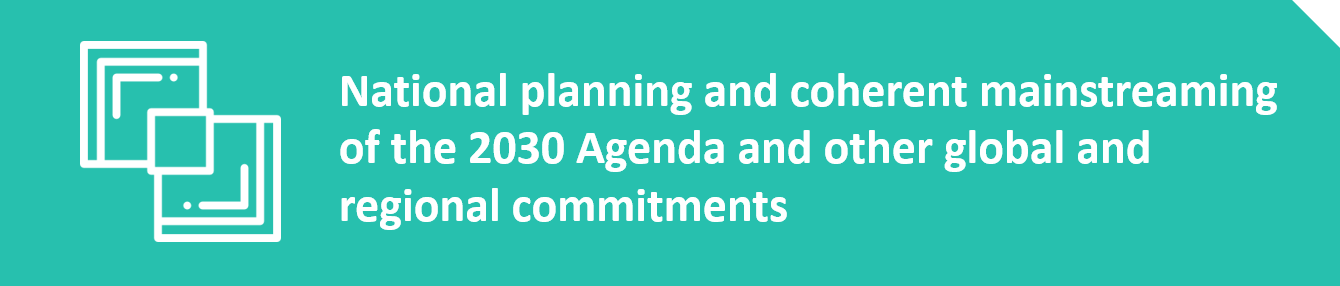 National planning and coherent mainstreaming
of the 2030 Agenda and other global and
regional commitments